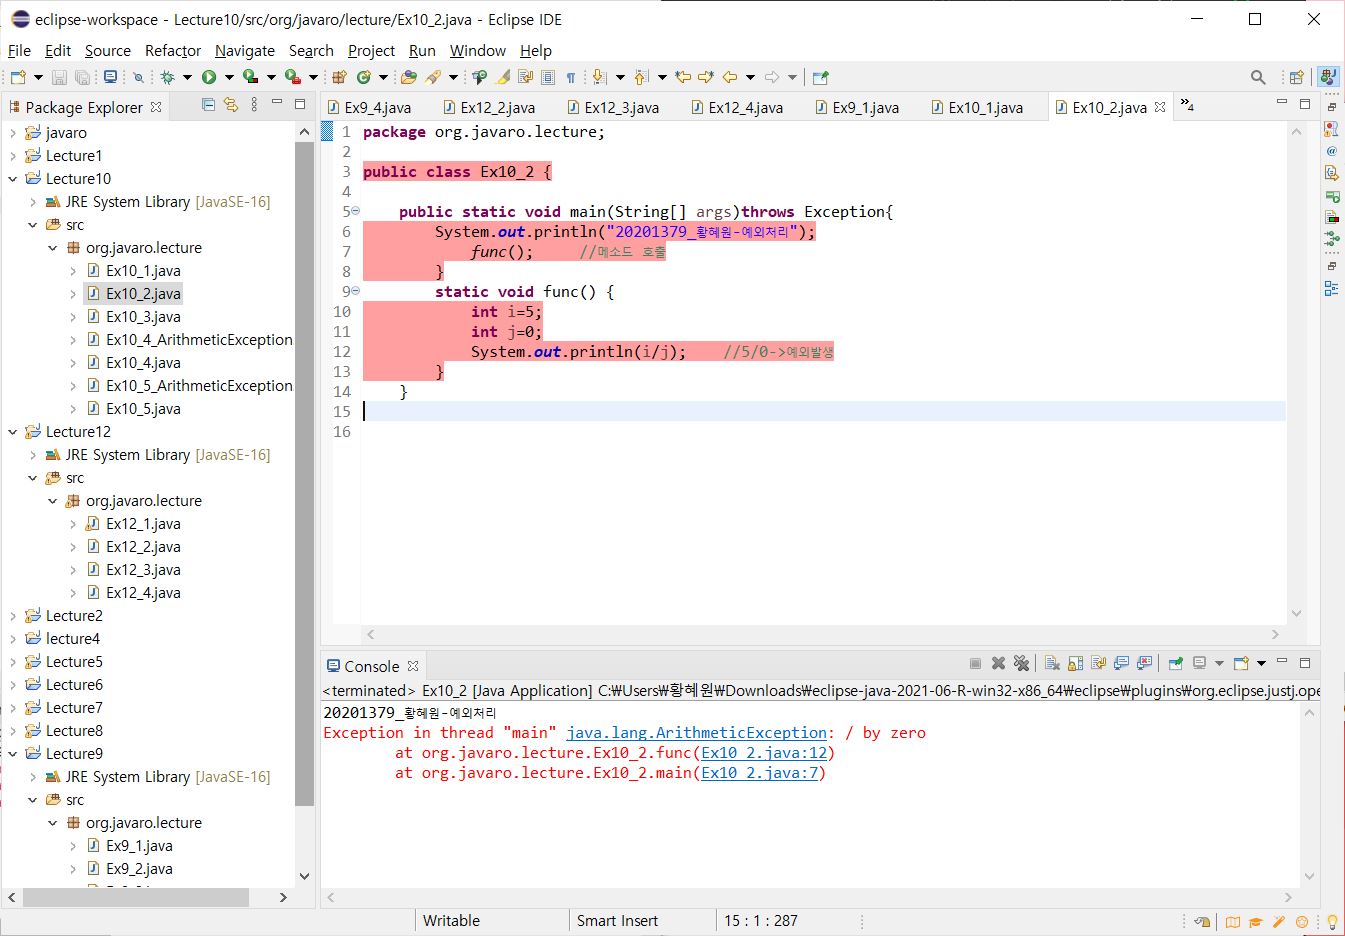 eclipse-workspace - Lecture10/src/org/javaro/lecture/Ex10_2.java - Eclipse IDE
File Edit Source Refactor Navigate Search Project Run Window Help
Package Explorer
javaro
Lecture1
Lecture10
JRE System Library [JavaSE-16]
src
org.javaro.lecture
Ex10_1.java
Ex10_2.java
Ex10_3.java
Ex10_4_ArithmeticException
Ex10_4.java
Ex10_5_ArithmeticException
Ex10_5.java
Lecture12
JRE System Library [JavaSE-16]
src
org.javaro.lecture
Ex12_1.java
Ex12_2.java
Ex12_3.java
Ex12_4.java
Lecture2
lecture4
Lecture5
Lecture6
Lecture7
Lecture8
Lecture9
JRE System Library [JavaSE-16]
src
org.javaro.lecture
Ex9_1.java
Ex9_2.java
Ex9_4.java Ex12_2.java Ex12_3.java Ex12_4.java Ex9_1.java Ex10_1.java Ex10_2.java »4
1 package org.javaro.lecture;
2
3 public class Ex10_2 {
4
5 public static void main(String[] args)throws Exception{
6 System.out.println("20201379_황혜원-예외처리");
7 func(); //메소드 호출
8 }
9 static void func() {
10 int i=5;
11 int j=0;
12 System.out.println(i/j); //5/0->예외발생
13 }
14 }
15
16
Console
<terminated> Ex10_2 [Java Application] C:₩Users₩황혜원₩Downloads₩eclipse-java-2021-06-R-win32-x86_64₩eclipse₩plugins₩org.eclipse.justj.ope
20201379_황혜원-예외처리
Exception in thread "main" java.lang.ArithmeticException: / by zero
at org.javaro.lecture.Ex10_2.func(Ex10_2.java:12)
at org.javaro.lecture.Ex10_2.main(Ex10_2.java:7)
Writable Smart Insert 15 : 1 : 287